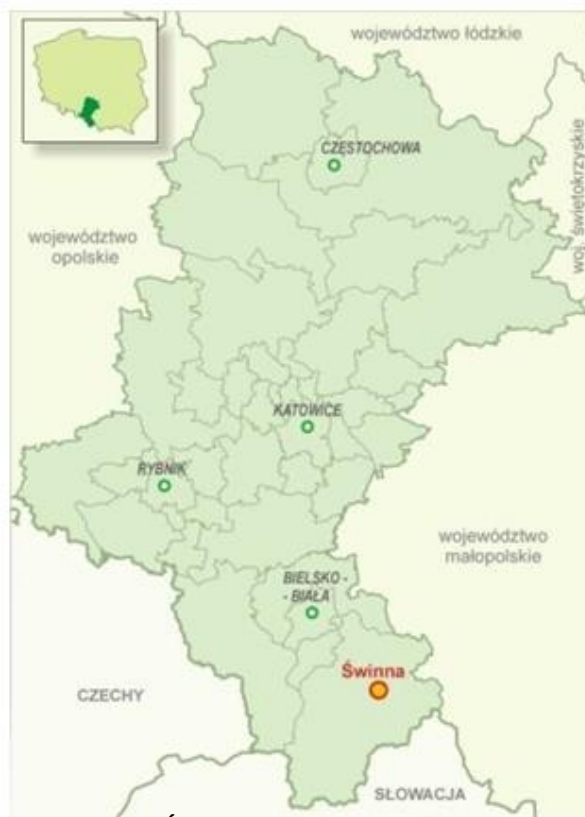 województwo łódzkie
CZĘSTOCHOWA
woj. świętokrzyskie
województwo
opolskie
KATOWICE
RYBNIK
województwo
małopolskie
BIELSKO -
- BIAŁA
Świnna
CZECHY
SŁOWACJA